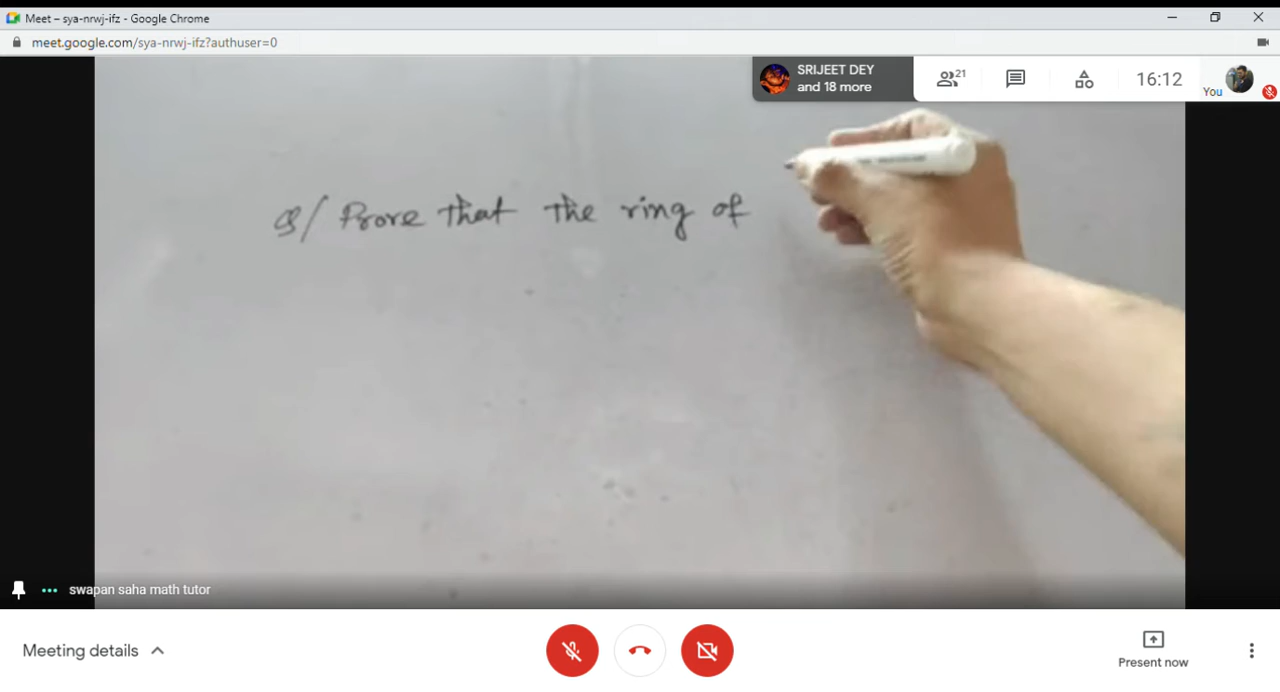 Meet – sya-nrwj-ifz - Google Chrome
meet.google.com/sya-nrwj-ifz?authuser=0
SRIJEET DEY
and 18 more
21
16:12
You
Q/ Prove that the ring of
swapan saha math tutor
Meeting details
Present now